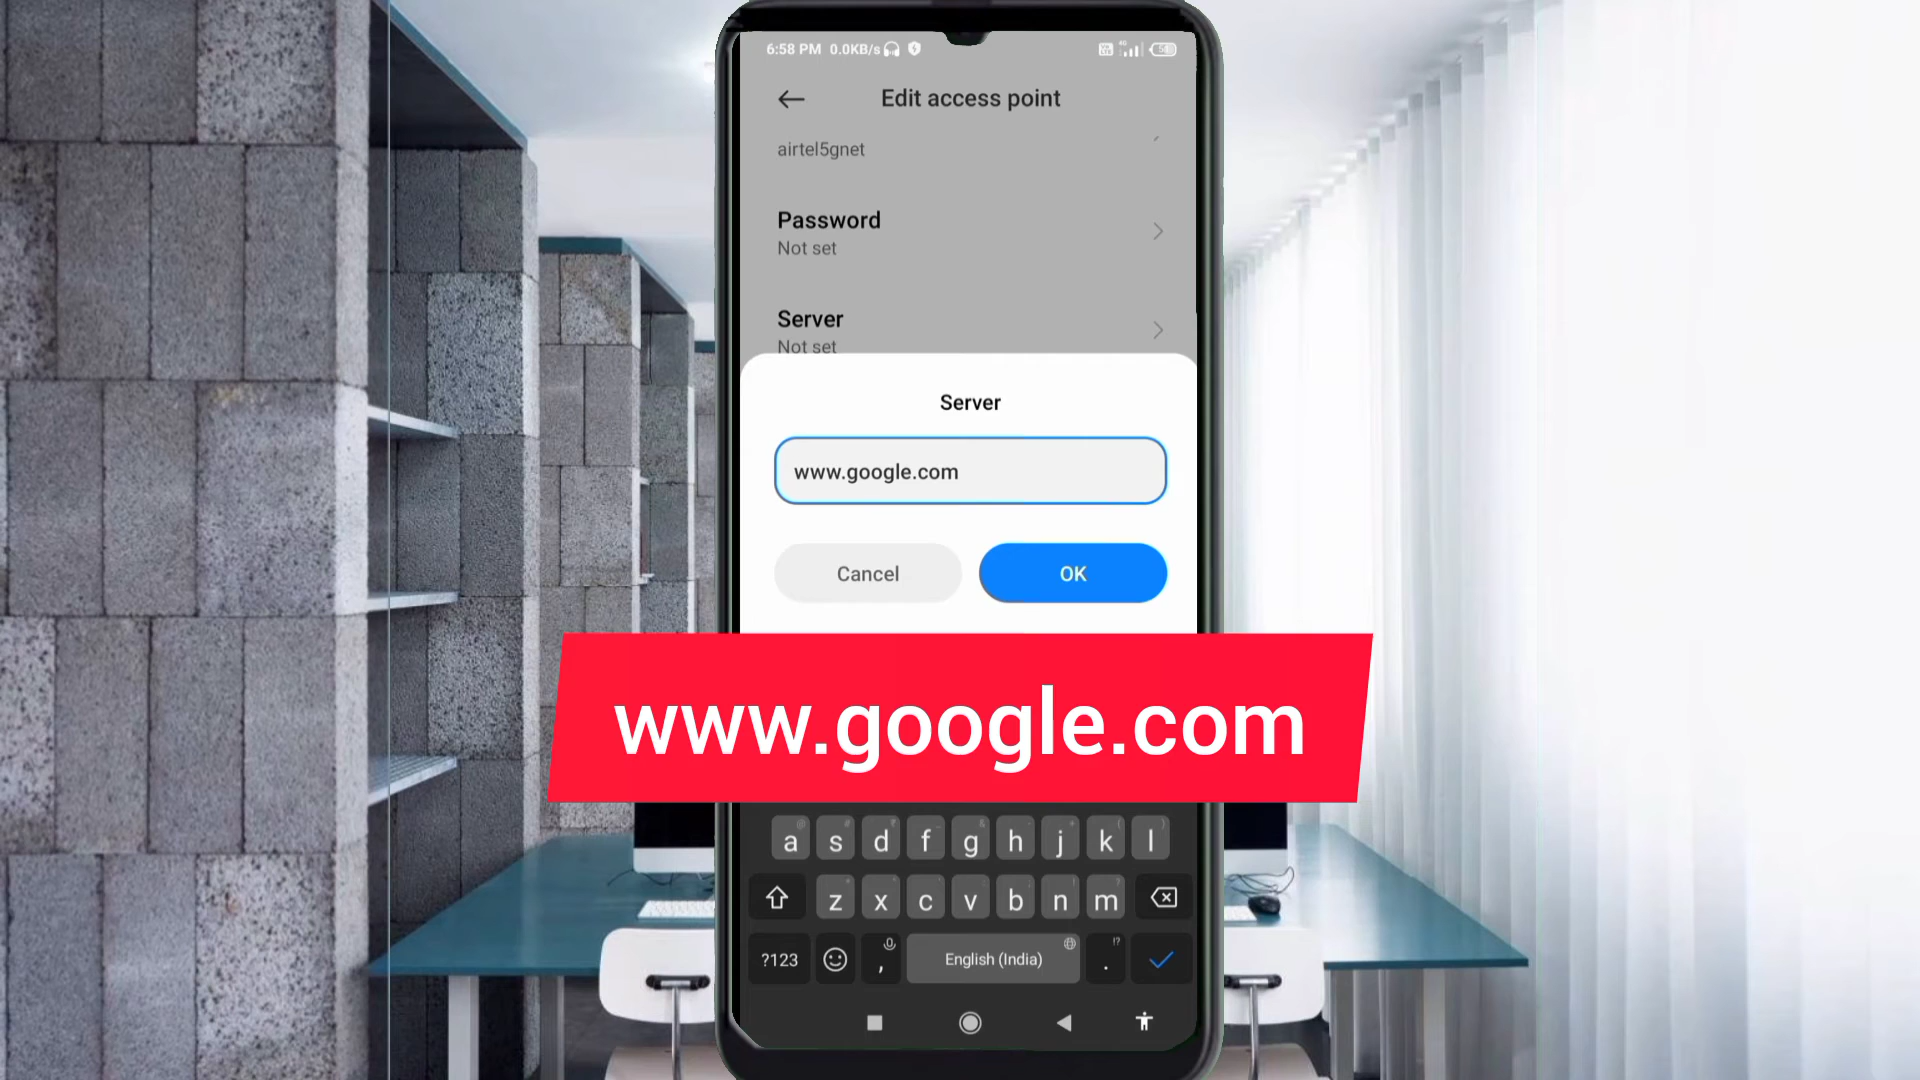 6:58 PM 0.0KB/s
Edit access point
airtel5gnet
Password
Not set
Server
Not set
Server
www.google.com
Cancel
OK
www.google.com
a s d f g h j k l
z x c v b n m
?123 , English (India) .